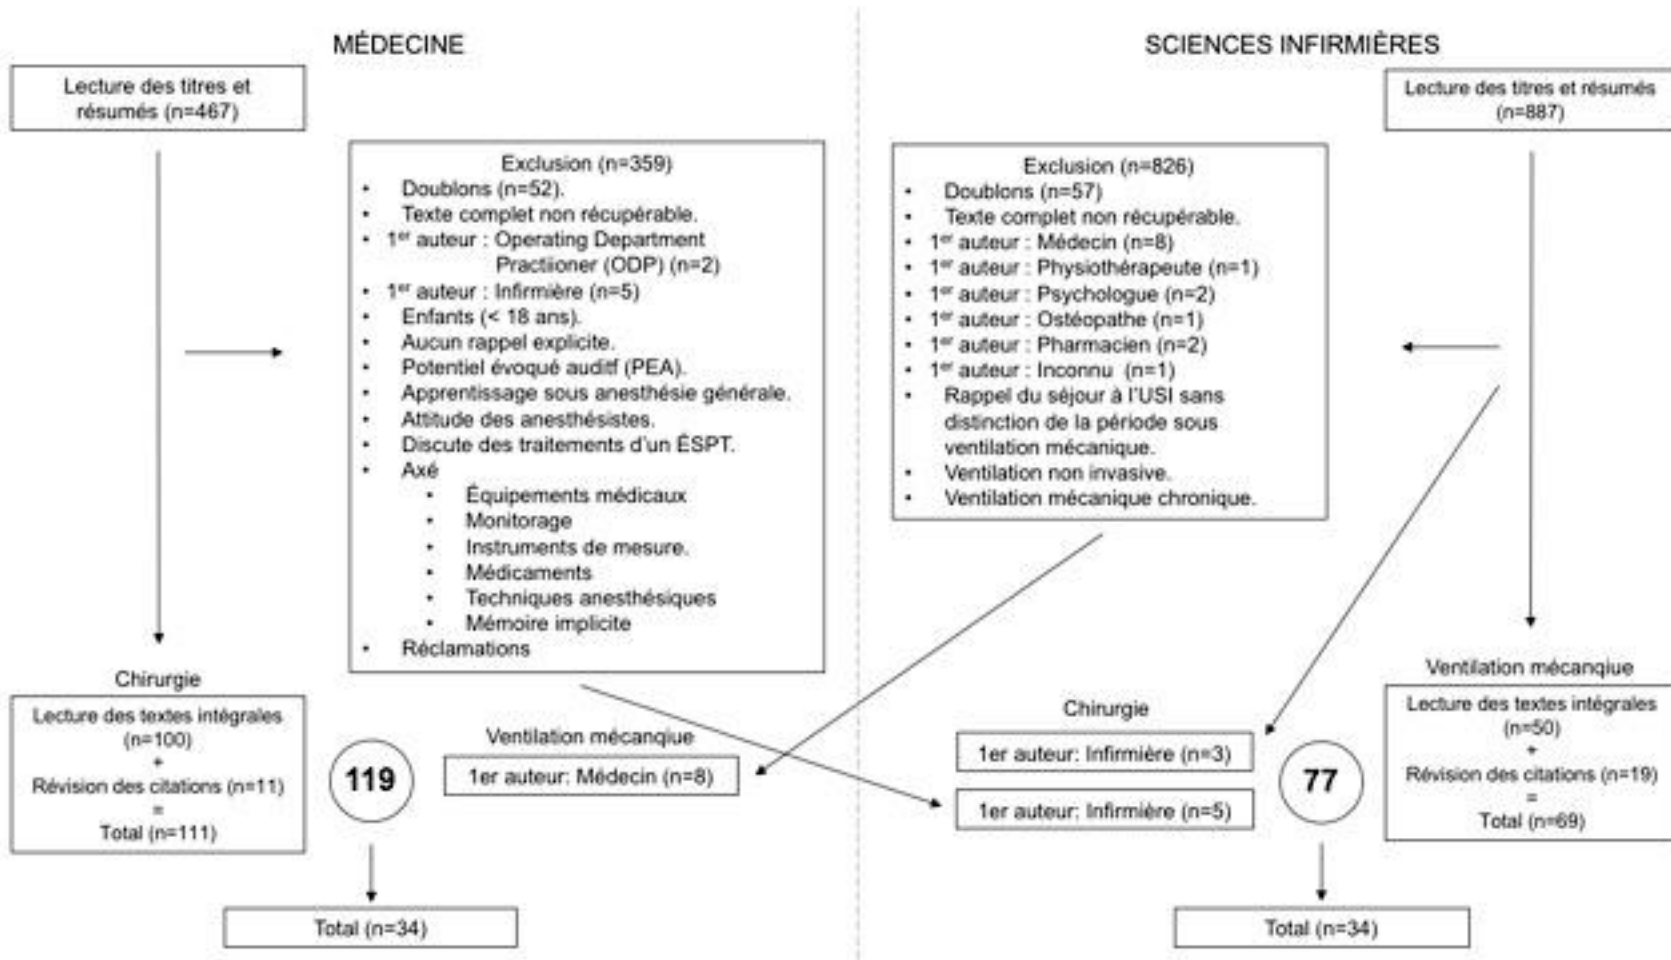 MÉDECINE
Lecture des titres et
résumés (n=467)
Exclusion (n=359)
• Doublons (n=52).
• Texte complet non récupérable.
• 1er auteur : Operating Department
Practiioner (ODP) (n=2)
• 1er auteur : Infirmière (n=5)
• Enfants (< 18 ans).
• Aucun rappel explicite.
• Potentiel évoqué auditf (PEA).
• Apprentissage sous anesthésie générale.
• Attitude des anesthésistes.
• Discute des traitements d'un ÉSPT.
• Axé
• Équipements médicaux
• Monitorage
• Instruments de mesure.
• Médicaments
• Techniques anesthésiques
• Mémoire implicite
• Réclamations
Chirurgie
Lecture des textes intégrales
(n=100)
+
Révision des citations (n=11)
=
Total (n=111)
119
Ventilation mécanqiue
1er auteur: Médecin (n=8)
Total (n=34)
SCIENCES INFIRMIÈRES
Lecture des titres et résumés
(n=887)
Exclusion (n=826)
• Doublons (n=57)
• Texte complet non récupérable.
• 1er auteur : Médecin (n=8)
• 1er auteur : Physiothérapeute (n=1)
• 1er auteur : Psychologue (n=2)
• 1er auteur : Ostéopathe (n=1)
• 1er auteur : Pharmacien (n=2)
• 1er auteur : Inconnu (n=1)
• Rappel du séjour à l'USI sans
distinction de la période sous
ventilation mécanique.
• Ventilation non invasive.
• Ventilation mécanique chronique.
Chirurgie
1er auteur: Infirmière (n=3)
1er auteur: Infirmière (n=5)
77
Ventilation mécanqiue
Lecture des textes intégrales
(n=50)
+
Révision des citations (n=19)
=
Total (n=69)
Total (n=34)